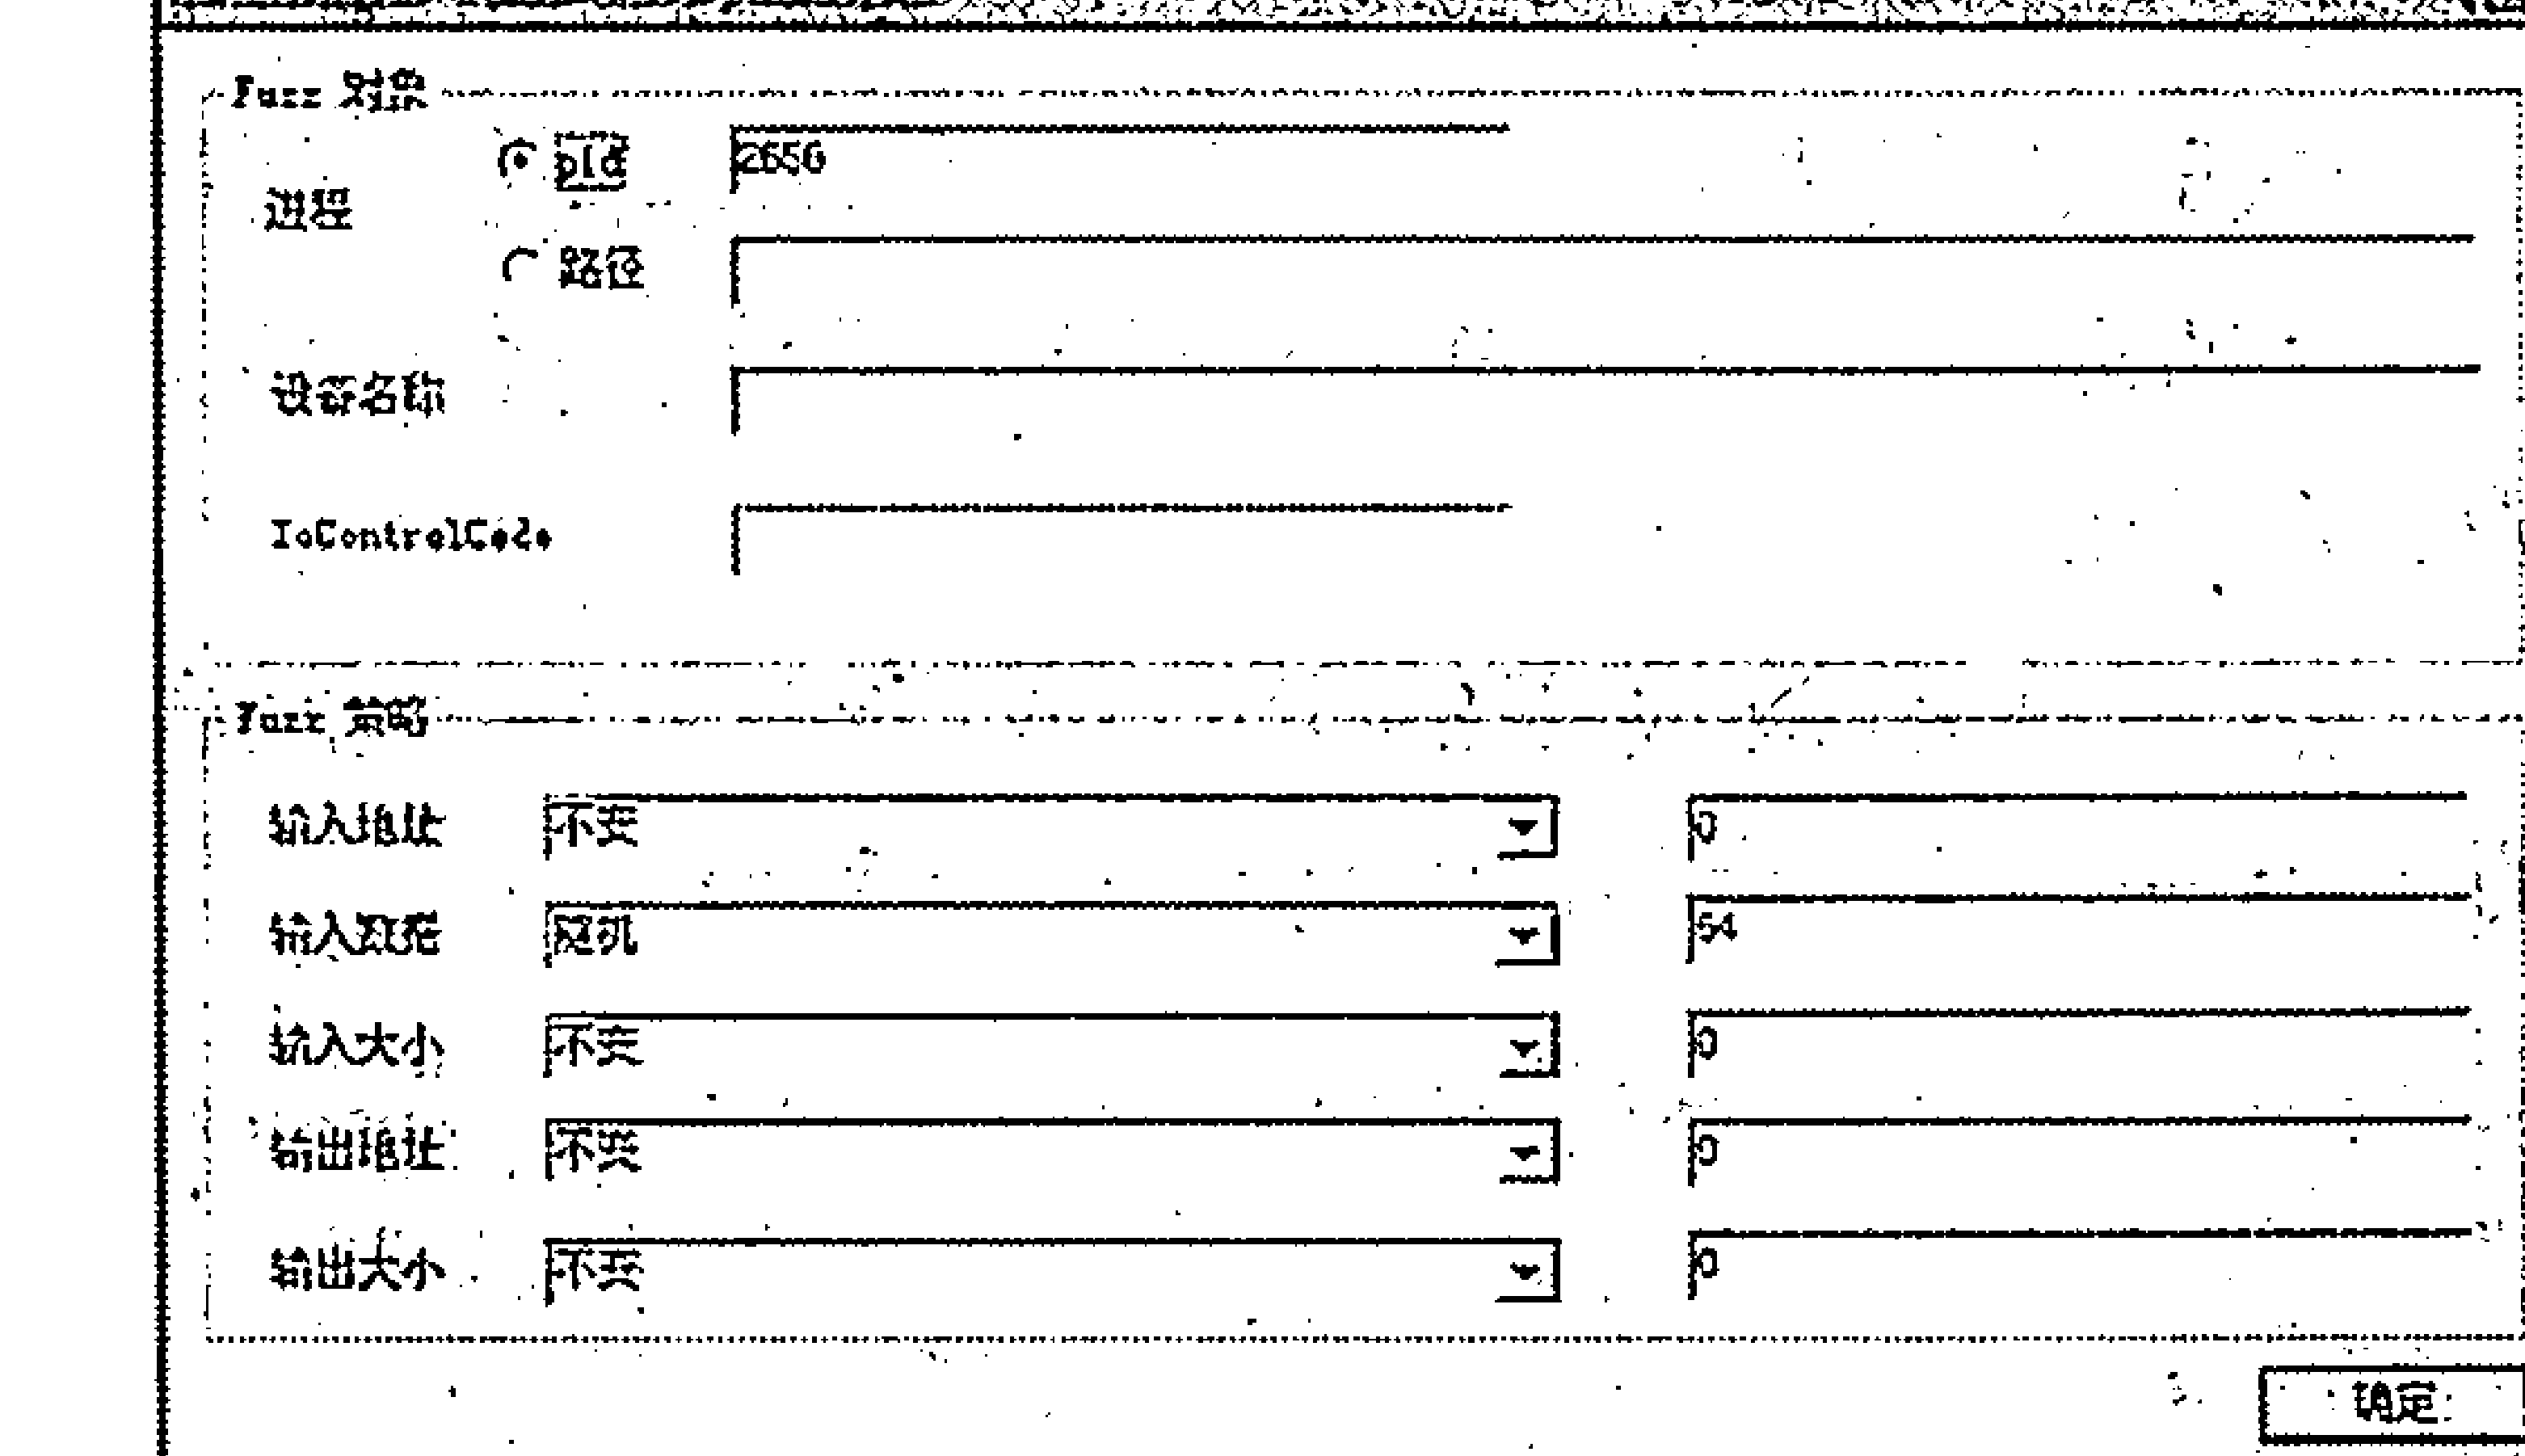 Fuzz 对象
进程
pid 2656
路径
设备名称
IoControlCode
Fuzz 策略
输入地址 不变 0
输入数据 随机 64
输入大小 不变 0
输出地址 不变 0
输出大小 不变 0
确定